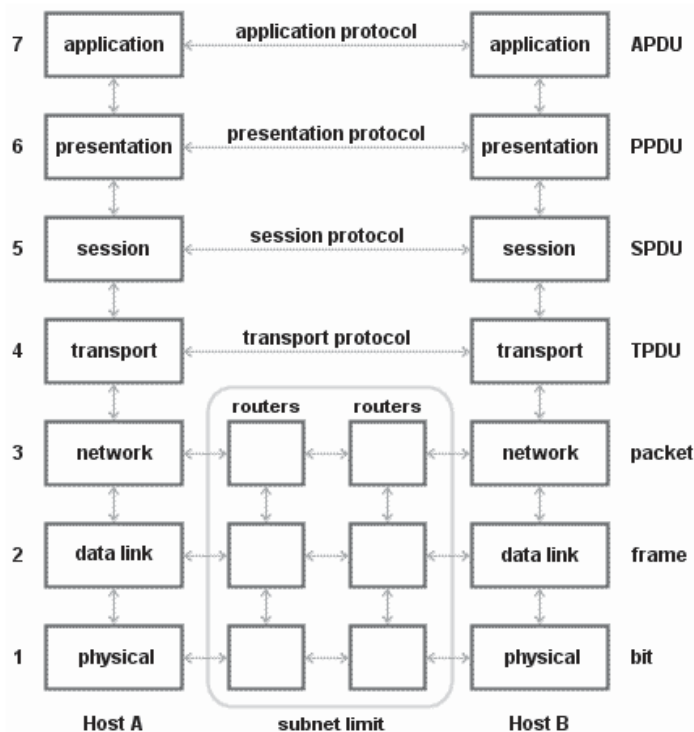 7 application application protocol application APDU
6 presentation presentation protocol presentation PPDU
5 session session protocol session SPDU
4 transport transport protocol transport TPDU
routers routers
3 network network packet
2 data link data link frame
1 physical physical bit
Host A subnet limit Host B